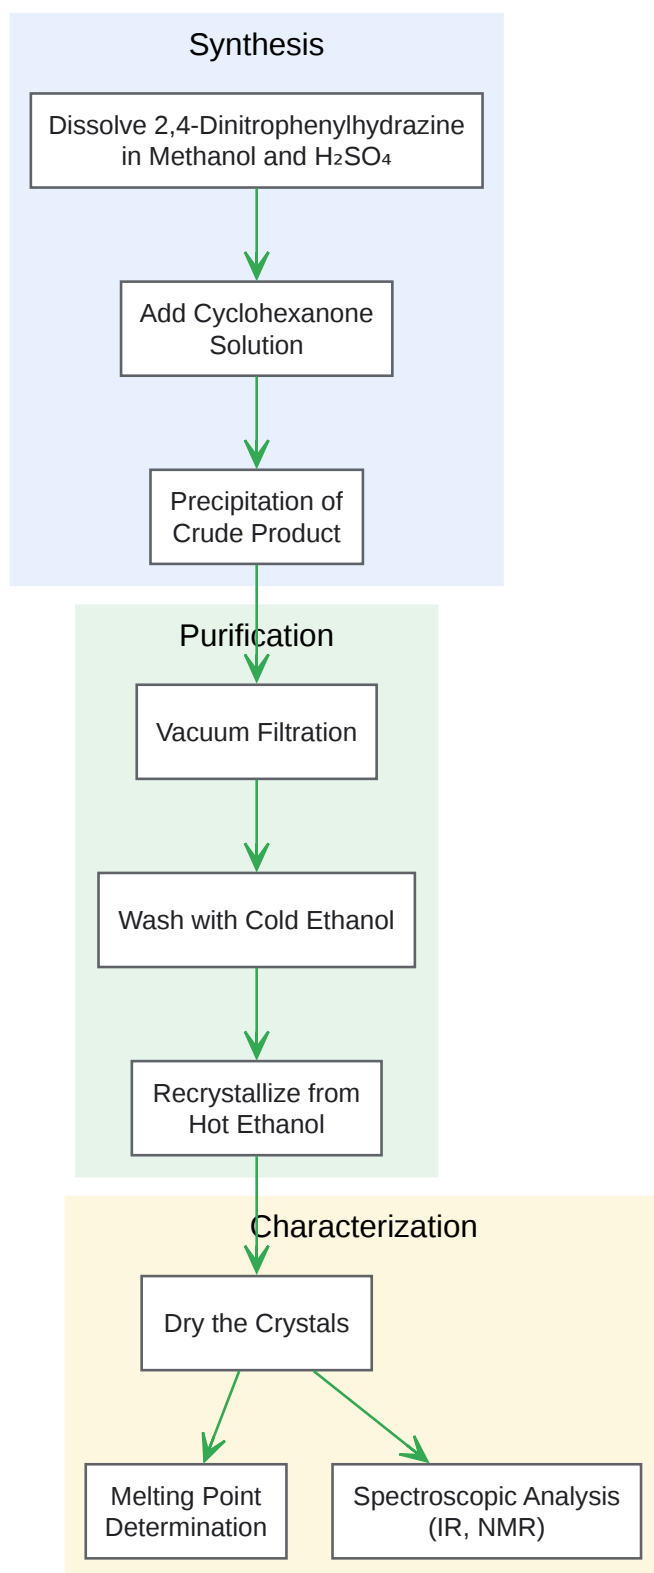 Synthesis
Dissolve 2,4-Dinitrophenylhydrazine
in Methanol and H₂SO₄
Add Cyclohexanone
Solution
Precipitation of
Crude Product
Purification
Vacuum Filtration
Wash with Cold Ethanol
Recrystallize from
Hot Ethanol
Characterization
Dry the Crystals
Melting Point
Determination
Spectroscopic Analysis
(IR, NMR)